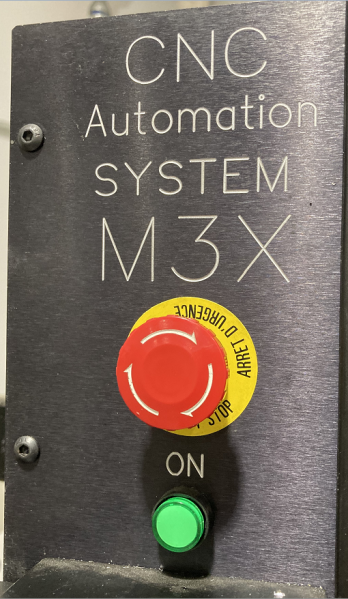 CNC
Automation
SYSTEM
M3X
ARRET D'URGENCE
STOP
ON